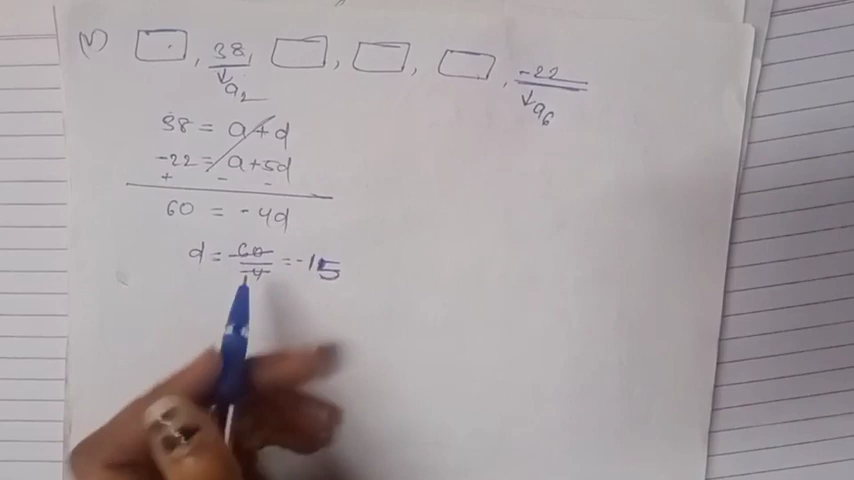 (v) □, 38, □, □, □, -22
↓a₂ ↓a₆
38 = a + d
-22 = a + 5d
+ - -
60 = -4d
d = 60/-4 = -15